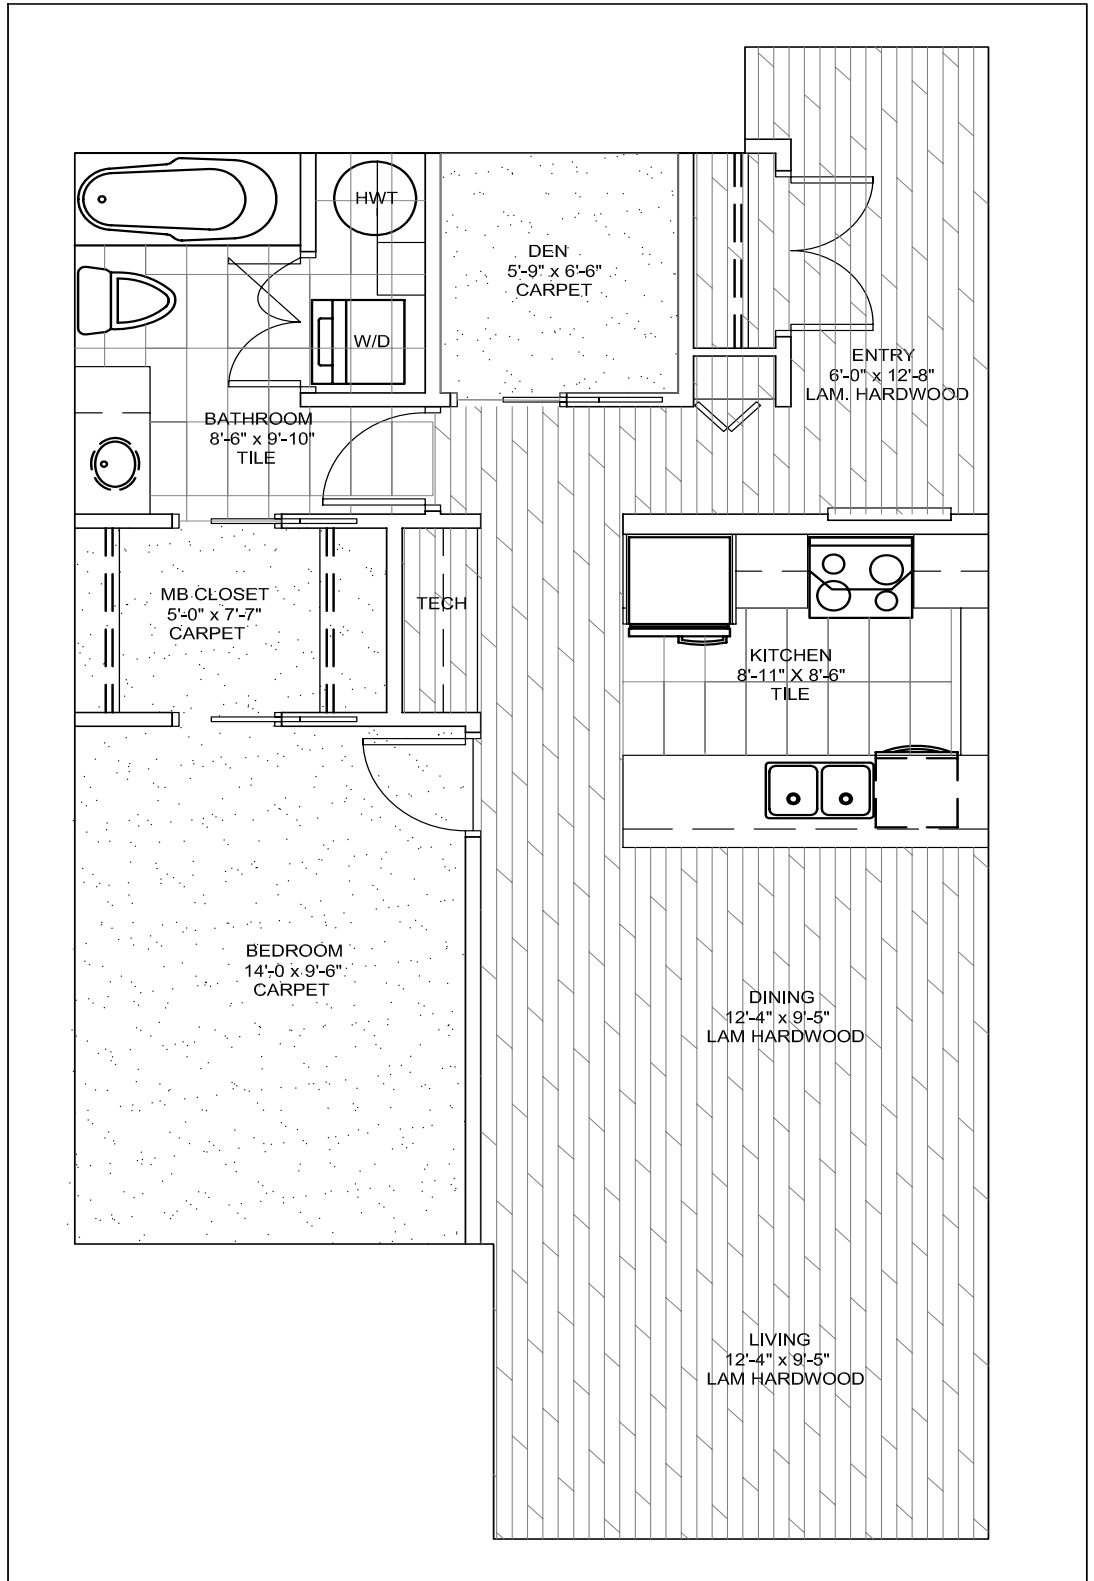 HWT
DEN
5'-9" x 6'-6"
CARPET
W/D
ENTRY
6'-0" x 12'-8"
LAM. HARDWOOD
BATHROOM
8'-6" x 9'-10"
TILE
MB CLOSET
5'-0" x 7'-7"
CARPET
TECH
KITCHEN
8'-11" X 8'-6"
TILE
BEDROOM
14'-0 x 9'-6"
CARPET
DINING
12'-4" x 9'-5"
LAM HARDWOOD
LIVING
12'-4" x 9'-5"
LAM HARDWOOD